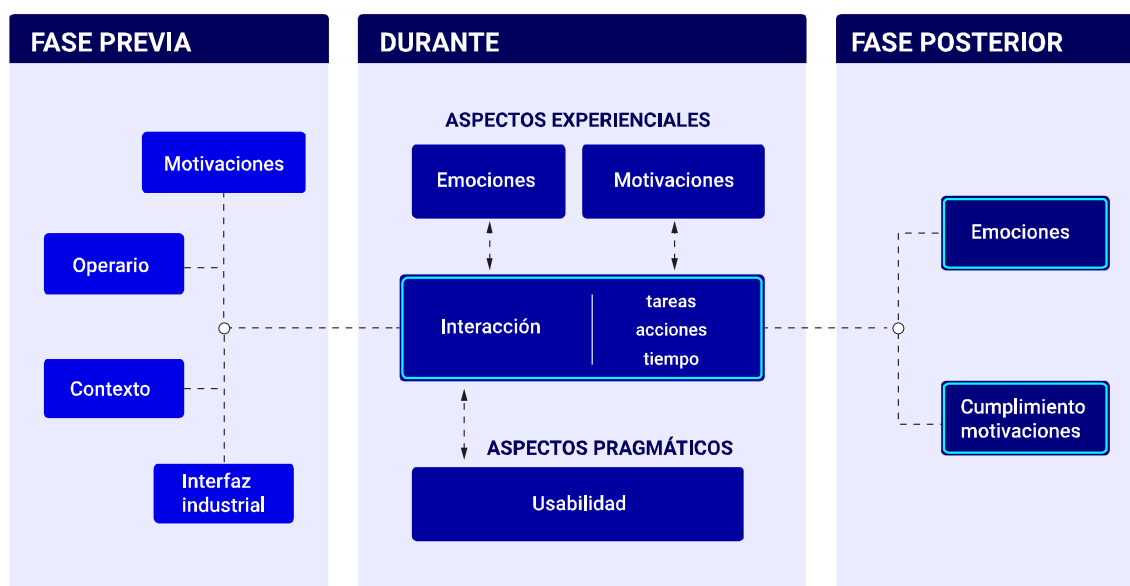 FASE PREVIA
Motivaciones
Operario
Contexto
Interfaz
industrial
DURANTE
ASPECTOS EXPERIENCIALES
Emociones
Motivaciones
Interacción
tareas
acciones
tiempo
ASPECTOS PRAGMÁTICOS
Usabilidad
FASE POSTERIOR
Emociones
Cumplimiento
motivaciones